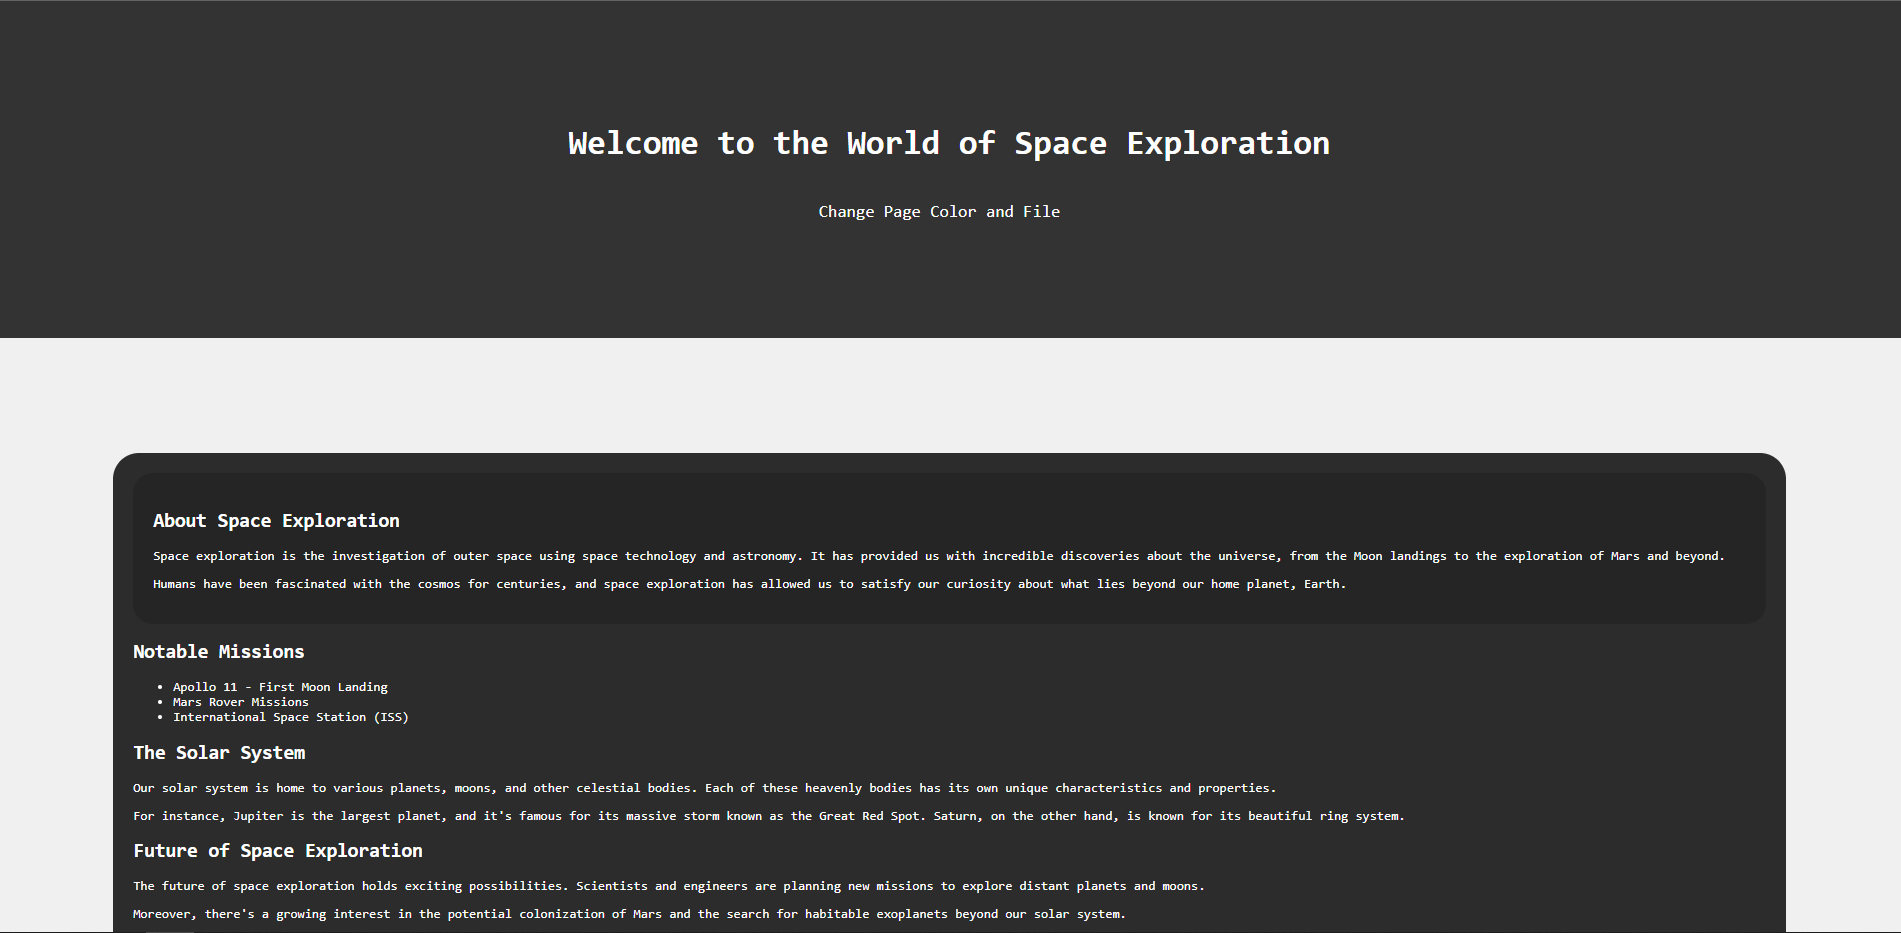 Welcome to the World of Space Exploration
Change Page Color and File
About Space Exploration
Space exploration is the investigation of outer space using space technology and astronomy. It has provided us with incredible discoveries about the universe, from the Moon landings to the exploration of Mars and beyond.
Humans have been fascinated with the cosmos for centuries, and space exploration has allowed us to satisfy our curiosity about what lies beyond our home planet, Earth.
Notable Missions
• Apollo 11 - First Moon Landing
• Mars Rover Missions
• International Space Station (ISS)
The Solar System
Our solar system is home to various planets, moons, and other celestial bodies. Each of these heavenly bodies has its own unique characteristics and properties.
For instance, Jupiter is the largest planet, and it's famous for its massive storm known as the Great Red Spot. Saturn, on the other hand, is known for its beautiful ring system.
Future of Space Exploration
The future of space exploration holds exciting possibilities. Scientists and engineers are planning new missions to explore distant planets and moons.
Moreover, there's a growing interest in the potential colonization of Mars and the search for habitable exoplanets beyond our solar system.